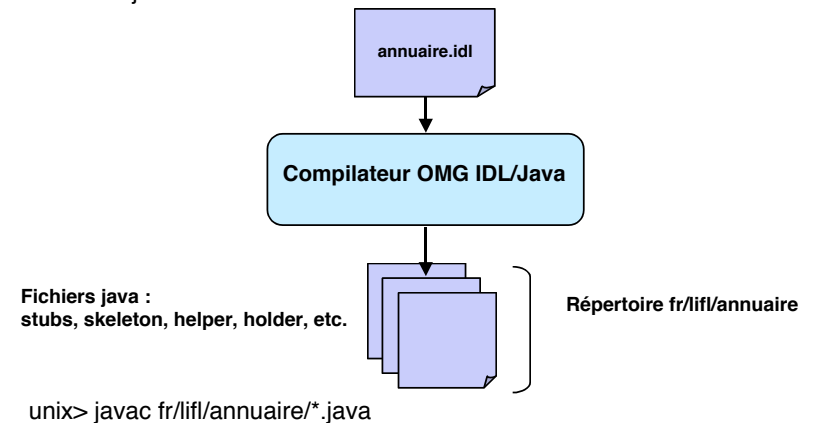 annuaire.idl
Compilateur OMG IDL/Java
Fichiers java :
stubs, skeleton, helper, holder, etc.
Répertoire fr/lifl/annuaire
unix> javac fr/lifl/annuaire/*.java